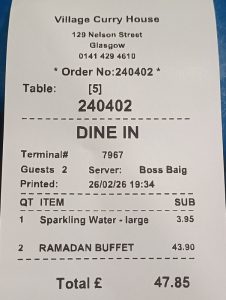 Village Curry House
129 Nelson Street
Glasgow
0141 429 4610
* Order No:240402 *
Table: [5]
240402
DINE IN
Terminal# 7967
Guests 2 Server: Boss Baig
Printed: 26/02/26 19:34
QT ITEM SUB
1 Sparkling Water - large 3.95
2 RAMADAN BUFFET 43.90
Total £ 47.85